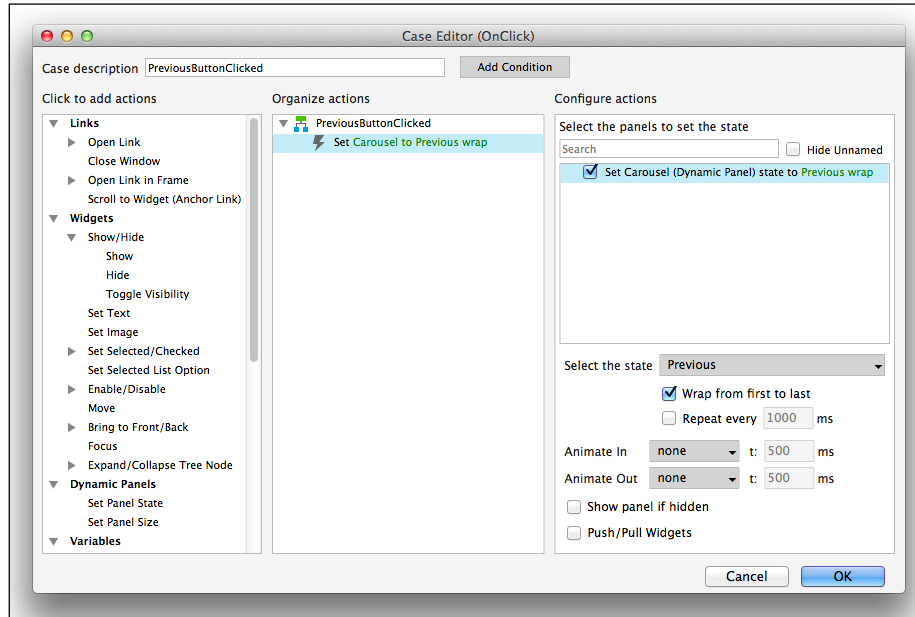 Case Editor (OnClick)
Case description PreviousButtonClicked Add Condition
Click to add actions
Links
Open Link
Close Window
Open Link in Frame
Scroll to Widget (Anchor Link)
Widgets
Show/Hide
Show
Hide
Toggle Visibility
Set Text
Set Image
Set Selected/Checked
Set Selected List Option
Enable/Disable
Move
Bring to Front/Back
Focus
Expand/Collapse Tree Node
Dynamic Panels
Set Panel State
Set Panel Size
Variables
Organize actions
PreviousButtonClicked
Set Carousel to Previous wrap
Configure actions
Select the panels to set the state
Search Hide Unnamed
Set Carousel (Dynamic Panel) state to Previous wrap
Select the state Previous
Wrap from first to last
Repeat every 1000 ms
Animate In none t: 500 ms
Animate Out none t: 500 ms
Show panel if hidden
Push/Pull Widgets
Cancel OK